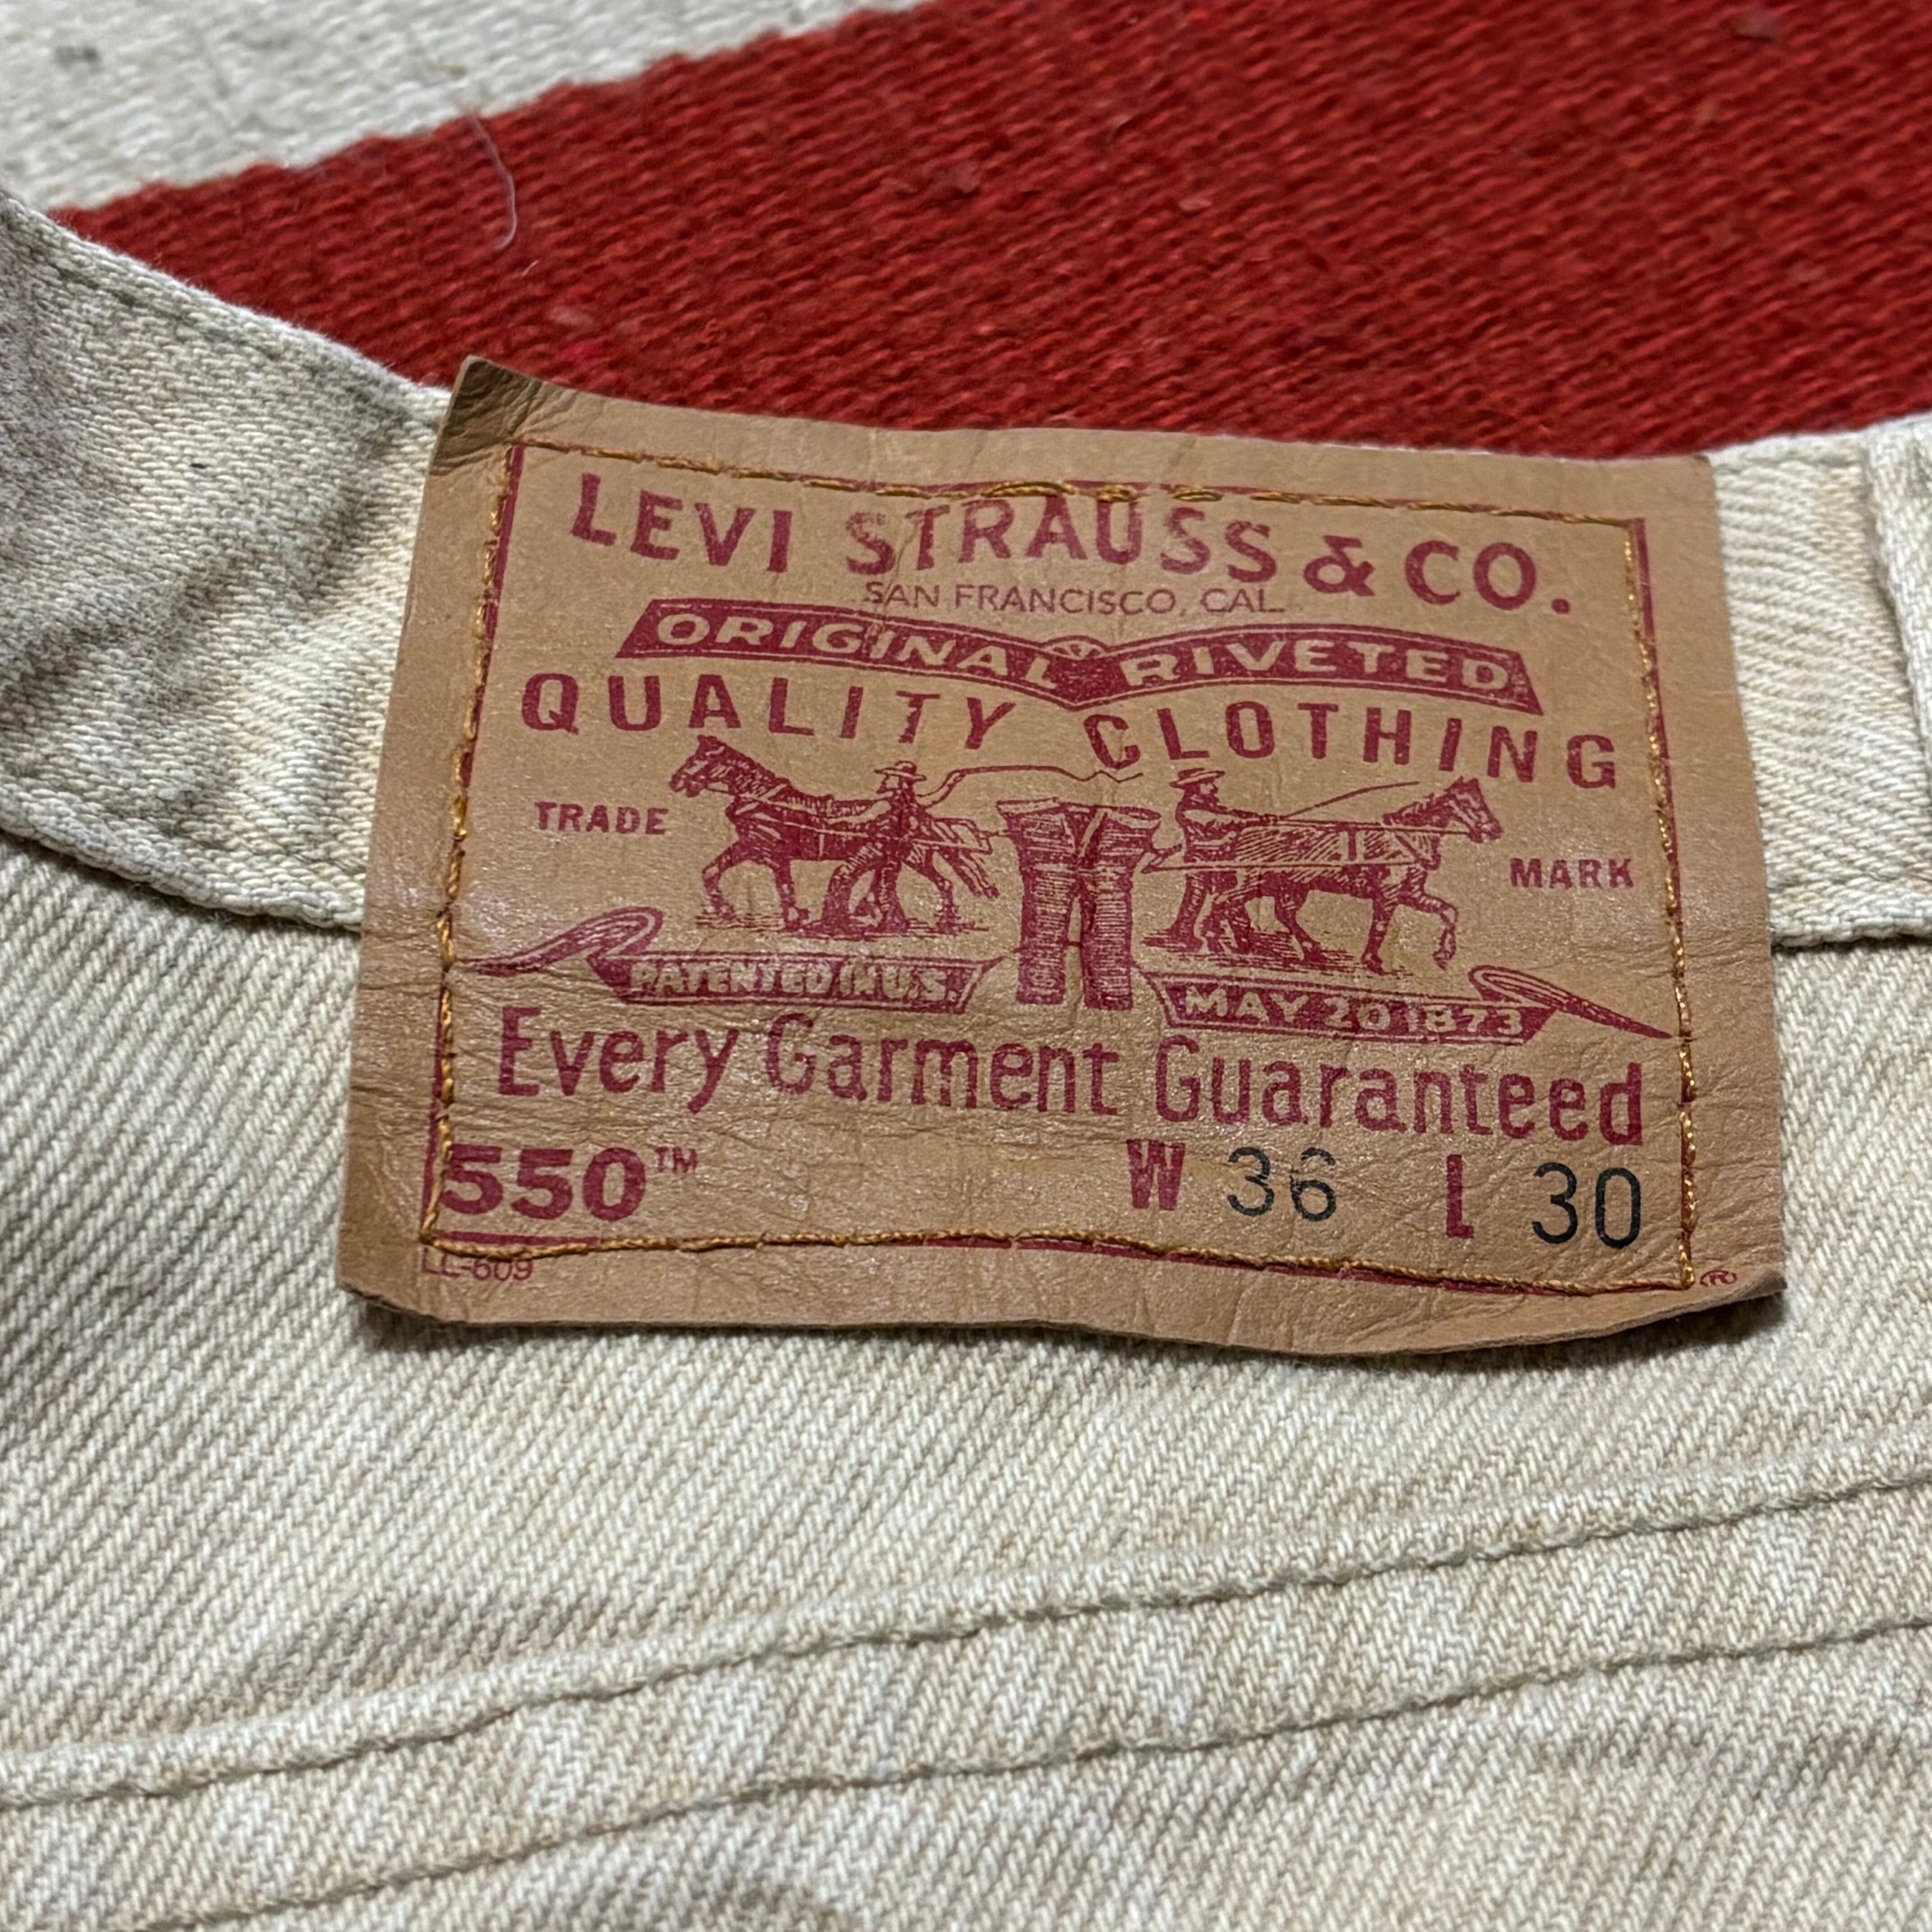 LEVI STRAUSS & CO.
SAN FRANCISCO, CAL.
ORIGINAL RIVETED
QUALITY CLOTHING
TRADE MARK
PATENTED IN U.S. MAY 20 1873
Every Garment Guaranteed
550™ W 36 L 30
LL-609 ®